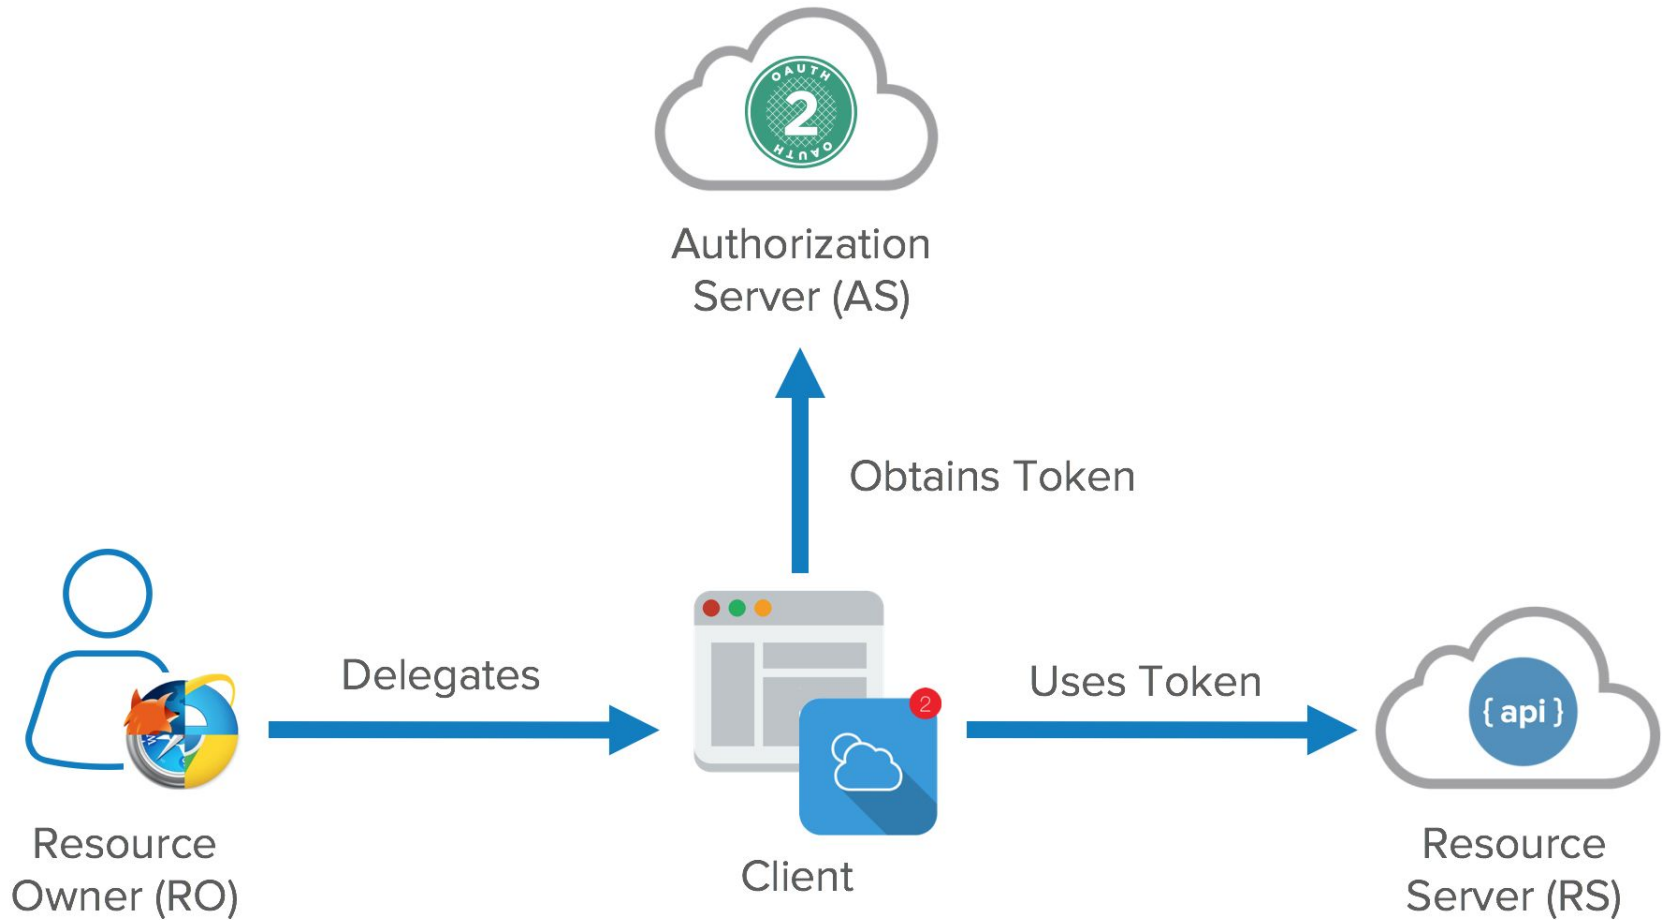 OAUTH
2
OAUTH
Authorization
Server (AS)
Obtains Token
Delegates
2
Uses Token
{ api }
Resource
Owner (RO)
Client
Resource
Server (RS)